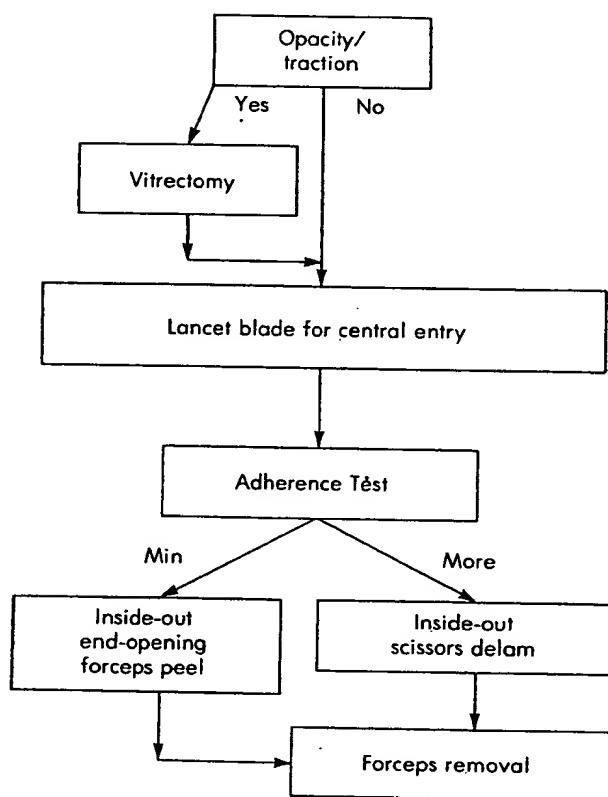 Opacity/
traction
Yes
No
Vitrectomy
Lancet blade for central entry
Adherence Test
Min
More
Inside-out
end-opening
forceps peel
Inside-out
scissors delam
Forceps removal